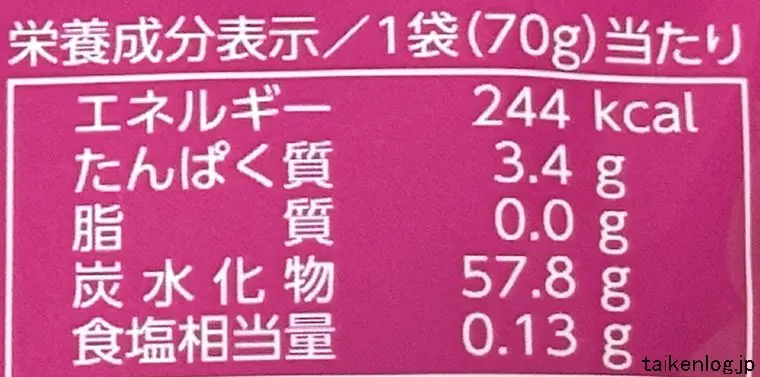 栄養成分表示／1袋(70g)当たり
エネルギー 244 kcal
たんぱく質 3.4 g
脂質 0.0 g
炭水化物 57.8 g
食塩相当量 0.13 g
taikenlog.jp